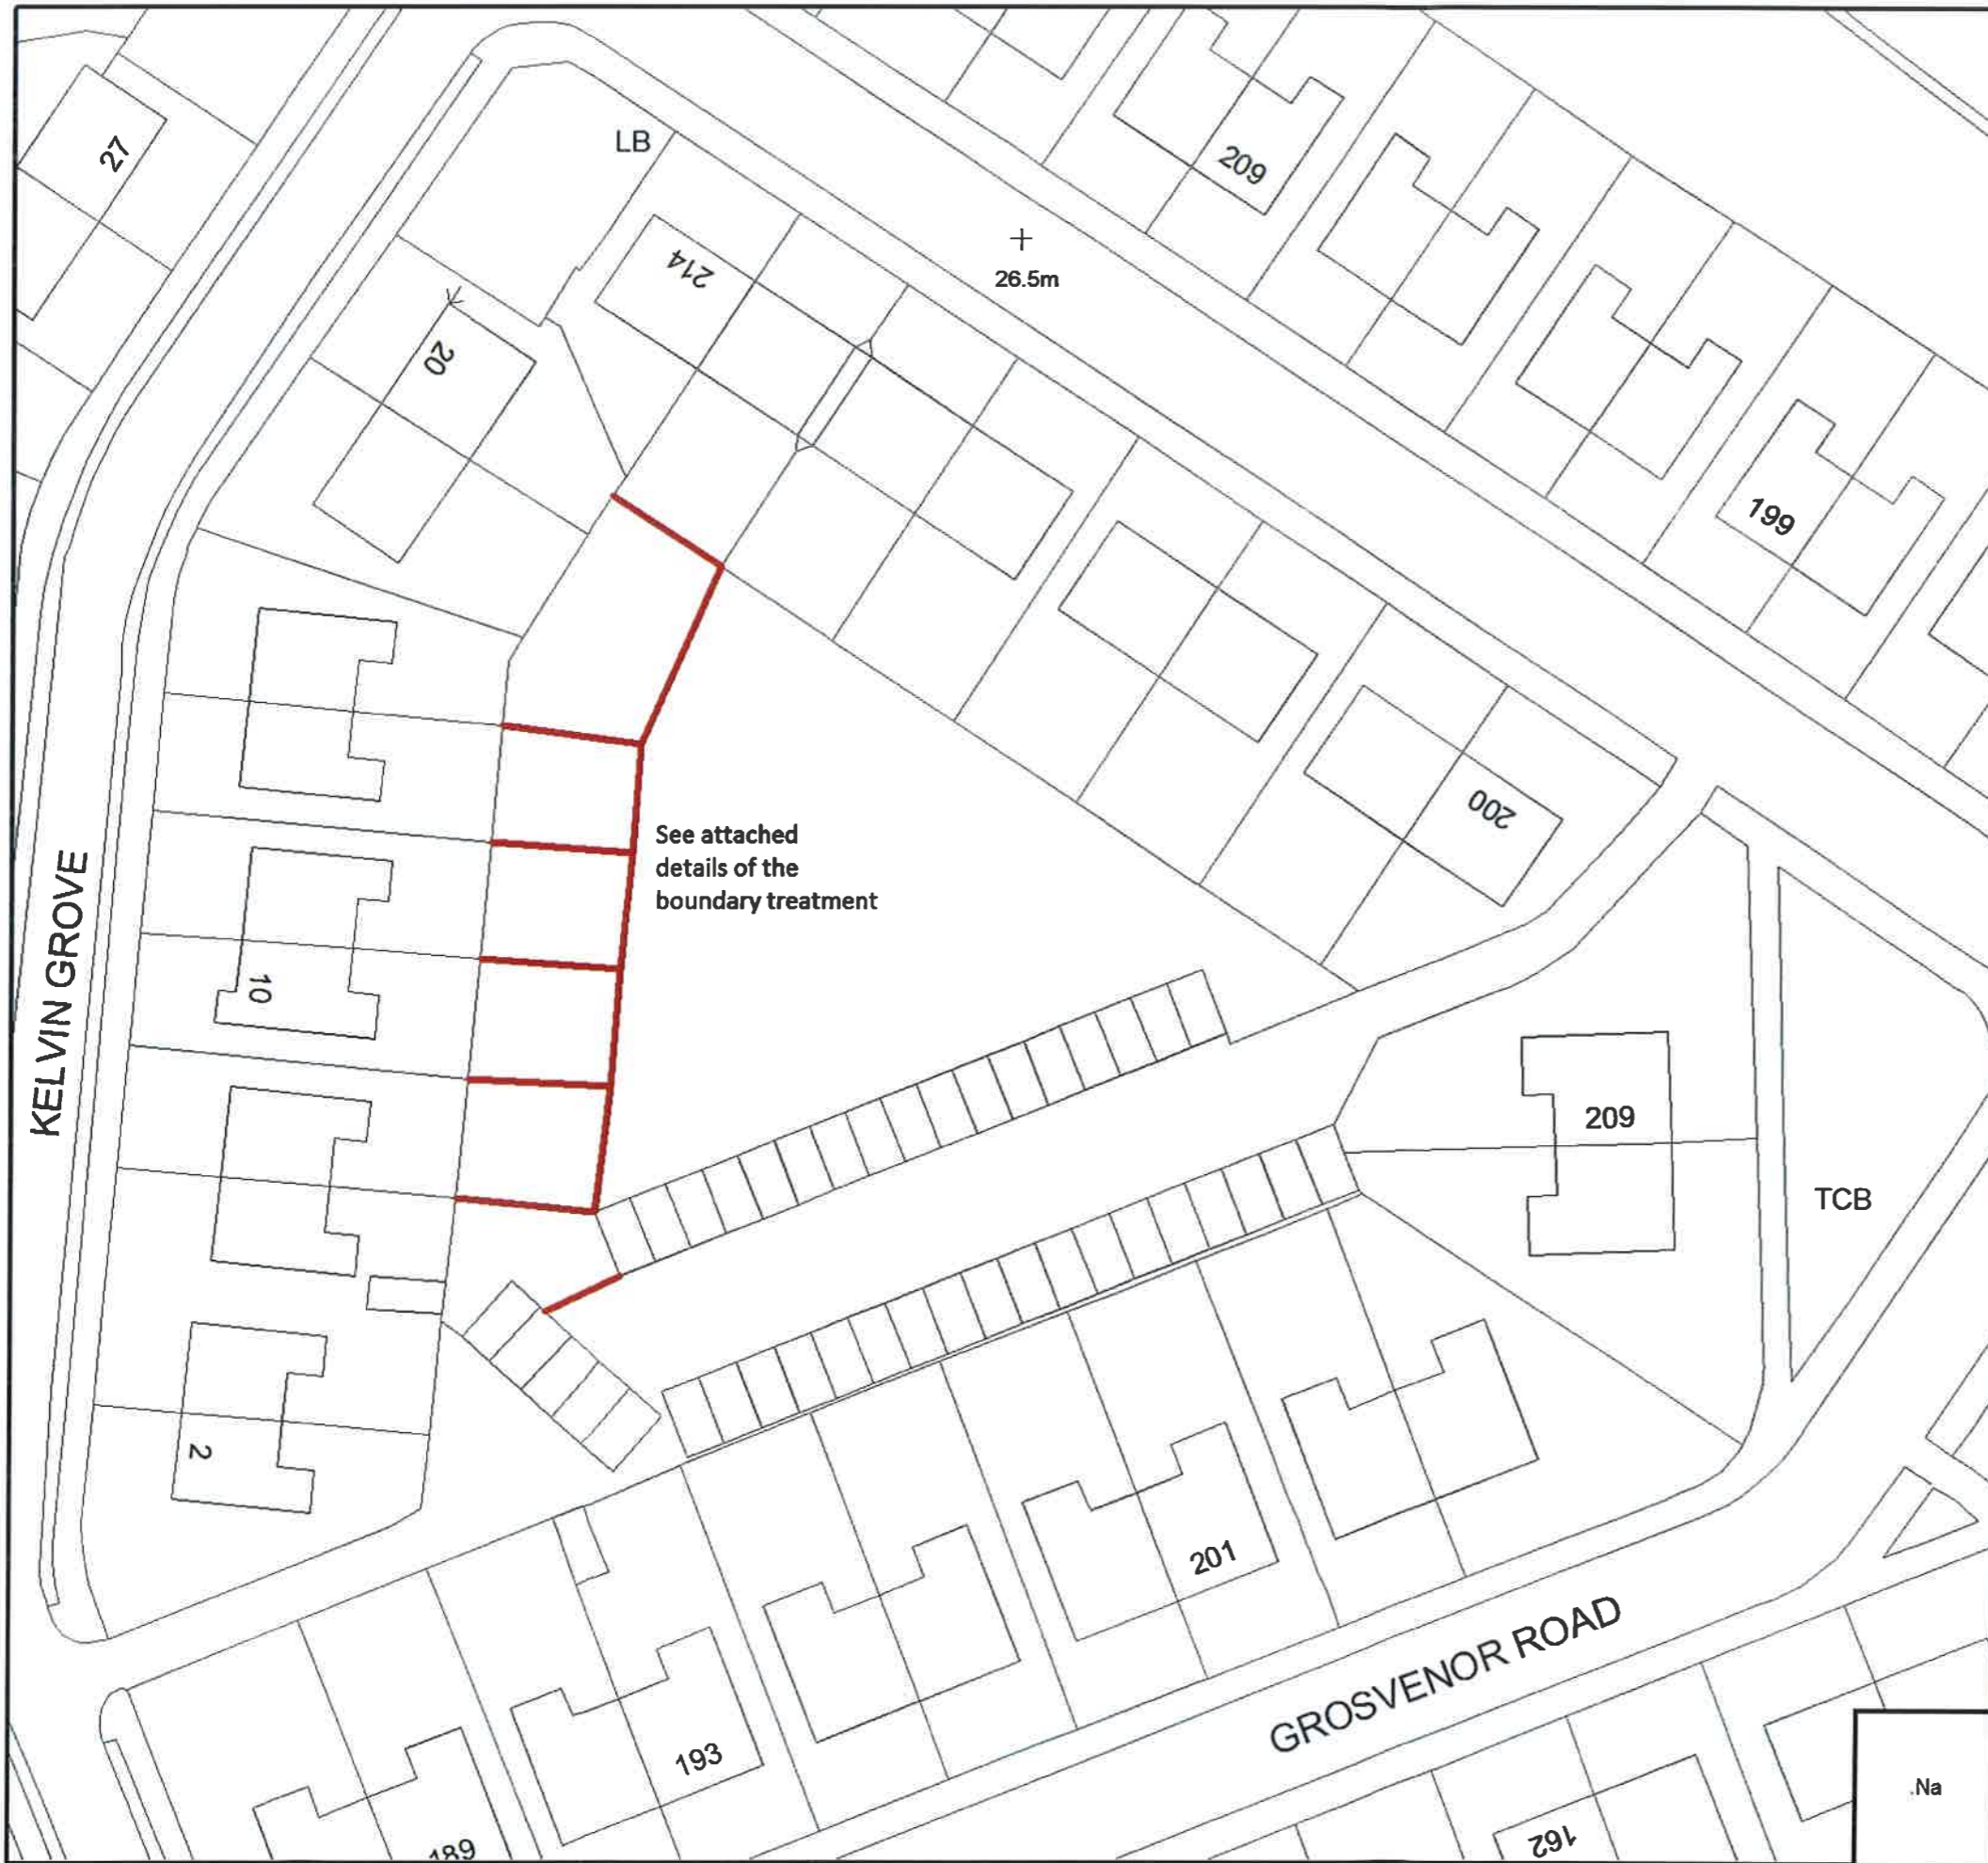 27
LB
209
214
26.5m
20
199
See attached
details of the
boundary treatment
200
KELVIN GROVE
10
209
TCB
2
201
GROSVENOR ROAD
193
.Na
189
162